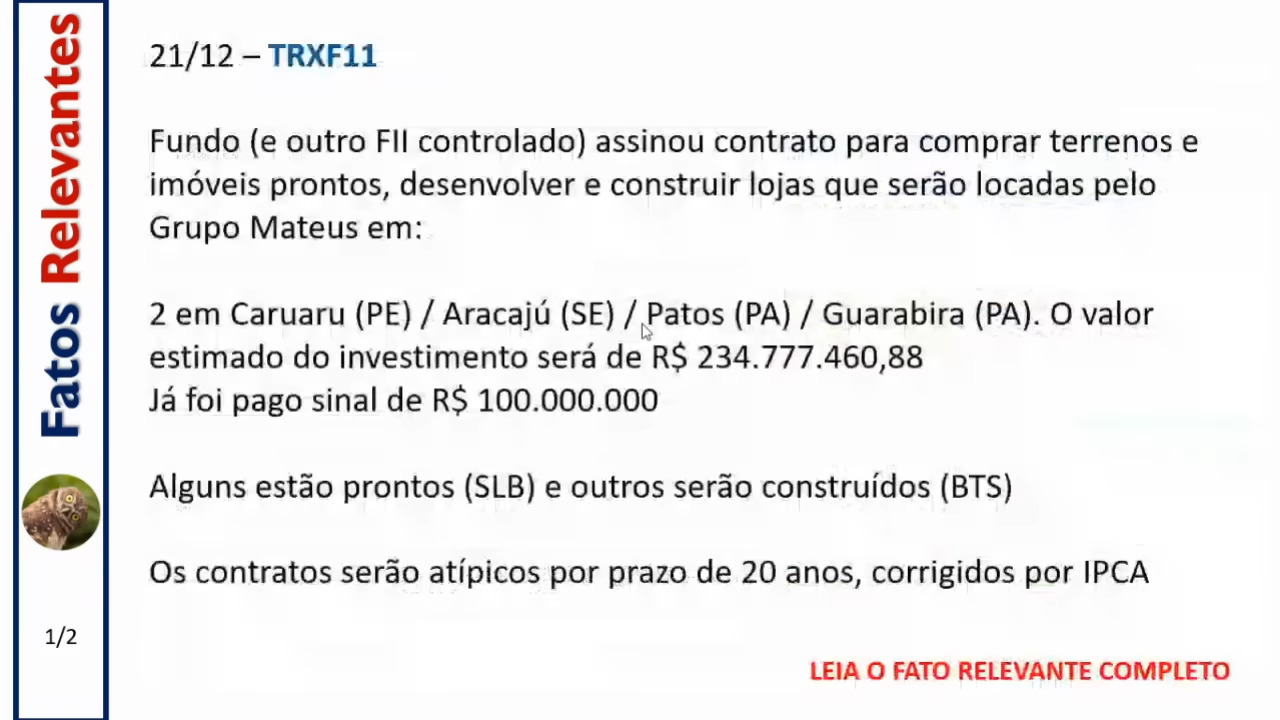 Fatos Relevantes
1/2
21/12 – TRXF11
Fundo (e outro FII controlado) assinou contrato para comprar terrenos e
imóveis prontos, desenvolver e construir lojas que serão locadas pelo
Grupo Mateus em:
2 em Caruaru (PE) / Aracajú (SE) / Patos (PA) / Guarabira (PA). O valor
estimado do investimento será de R$ 234.777.460,88
Já foi pago sinal de R$ 100.000.000
Alguns estão prontos (SLB) e outros serão construídos (BTS)
Os contratos serão atípicos por prazo de 20 anos, corrigidos por IPCA
LEIA O FATO RELEVANTE COMPLETO